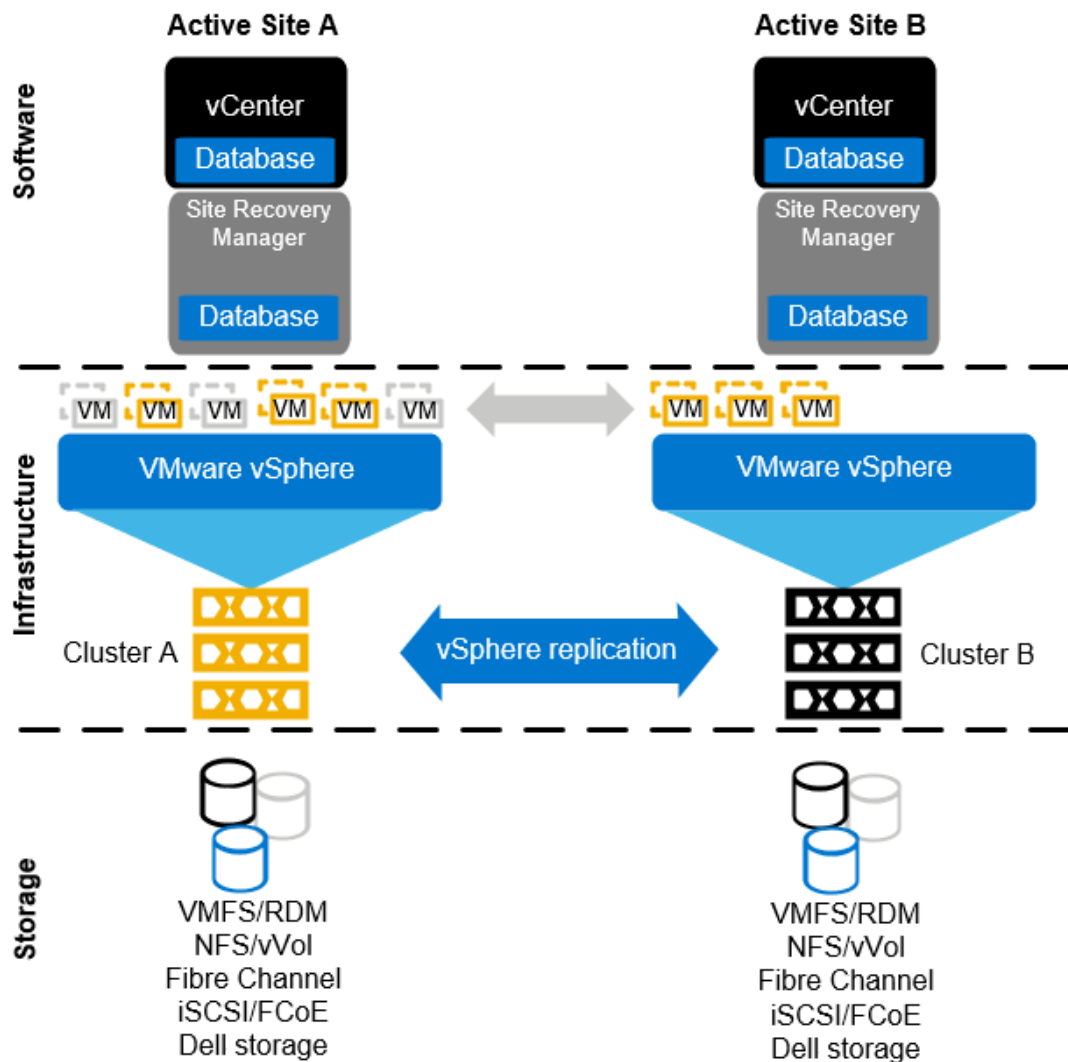 Active Site A
Active Site B
Software
vCenter
Database
Site Recovery
Manager
Database
vCenter
Database
Site Recovery
Manager
Database
Infrastructure
VM
VM
VM
VM
VM
VM
VM
VM
VM
VMware vSphere
VMware vSphere
Cluster A
vSphere replication
Cluster B
Storage
VMFS/RDM
NFS/vVol
Fibre Channel
iSCSI/FCoE
Dell storage
VMFS/RDM
NFS/vVol
Fibre Channel
iSCSI/FCoE
Dell storage